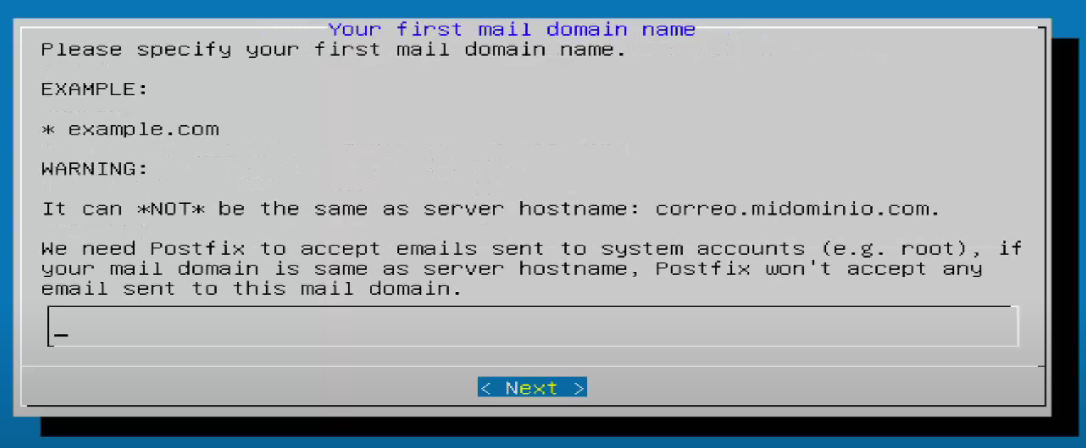 Your first mail domain name
Please specify your first mail domain name.
EXAMPLE:
* example.com
WARNING:
It can *NOT* be the same as server hostname: correo.midominio.com.
We need Postfix to accept emails sent to system accounts (e.g. root), if
your mail domain is same as server hostname, Postfix won't accept any
email sent to this mail domain.
< Next >